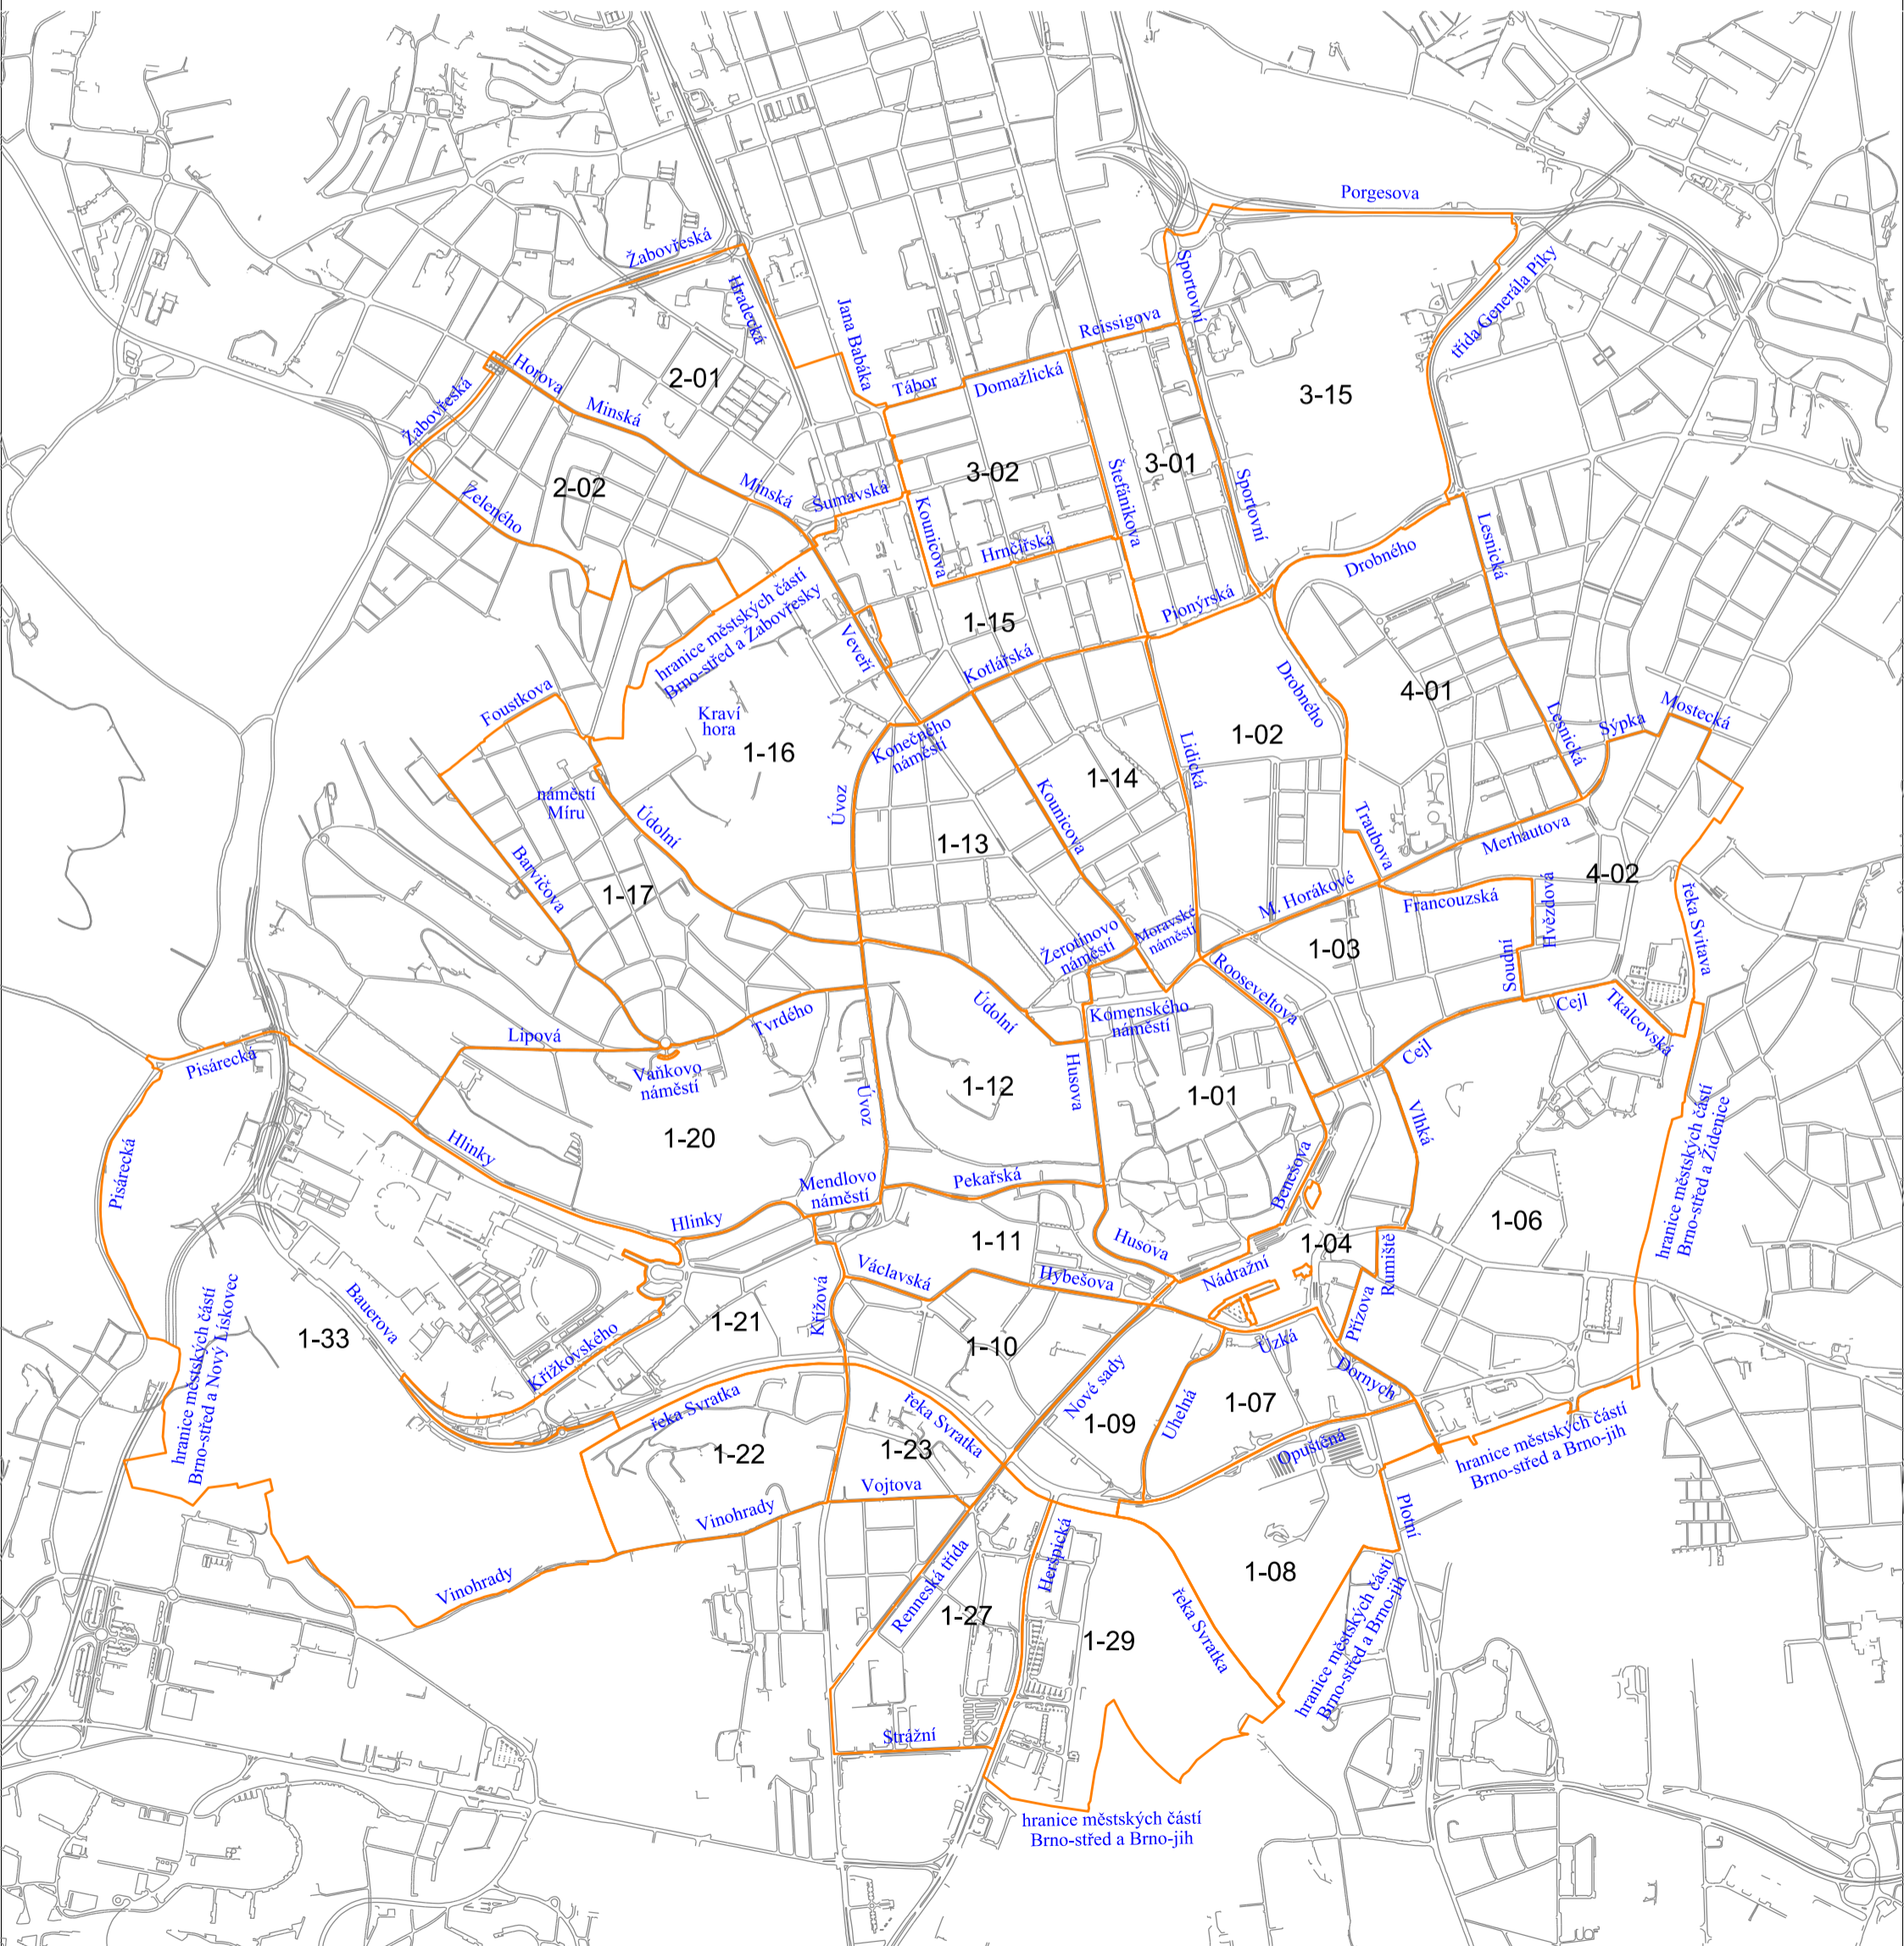 Porgesova
Žabovřeská
Hradecká
Sportovní
třída Generála Píky
Jana Babáka
Reissigova
Horova
2-01
Tábor
Domažlická
3-15
Žabovřeská
Minská
3-02
3-01
Štefánikova
Sportovní
2-02
Minská
Šumavská
Zeleného
Kounicova
Hrnčířská
Drobného
Lesnická
hranice městských částí
Brno-střed a Žabovřesky
Pionýrská
1-15
Veveří
Kotlářská
Foustkova
Kraví
hora
Drobného
4-01
Mostecká
1-16
Konečného
náměstí
Lidická
1-02
Lesnická
Sýpka
náměstí
Míru
Údolní
Úvoz
1-14
Kounicova
1-13
Traubova
Merhautova
Barvičova
1-17
4-02
M. Horákové
Francouzská
Hvězdová
řeka Svitava
Žerotínovo
náměstí
Moravské
náměstí
1-03
Soudní
Rooseveltova
Údolní
Komenského
náměstí
Cejl
Tkalcovská
Tvrdého
Lipová
Pisárecká
Vaňkovo
náměstí
Husova
1-12
1-01
Cejl
Úvoz
Vlhká
1-20
Hlinky
Pisárecká
hranice městských částí
Brno-střed a Židenice
Mendlovo
náměstí
Pekařská
Benešova
Hlinky
1-06
1-11
Husova
1-04
Nádražní
Rumiště
Václavská
Hybešova
Křížová
Přízova
hranice městských částí
Brno-střed a Nový Lískovec
Bauerova
1-33
1-21
1-10
Úzká
Křížkovského
Dornych
Nové sady
Uhelná
1-07
řeka Svratka
řeka Svratka
1-09
1-22
1-23
Opuštěná
hranice městských částí
Brno-střed a Brno-jih
Vojtova
Vinohrady
Plotní
Heršpická
Renneská třída
1-08
Vinohrady
řeka Svratka
1-27
1-29
hranice městských částí
Brno-střed a Brno-jih
Strážní
hranice městských částí
Brno-střed a Brno-jih